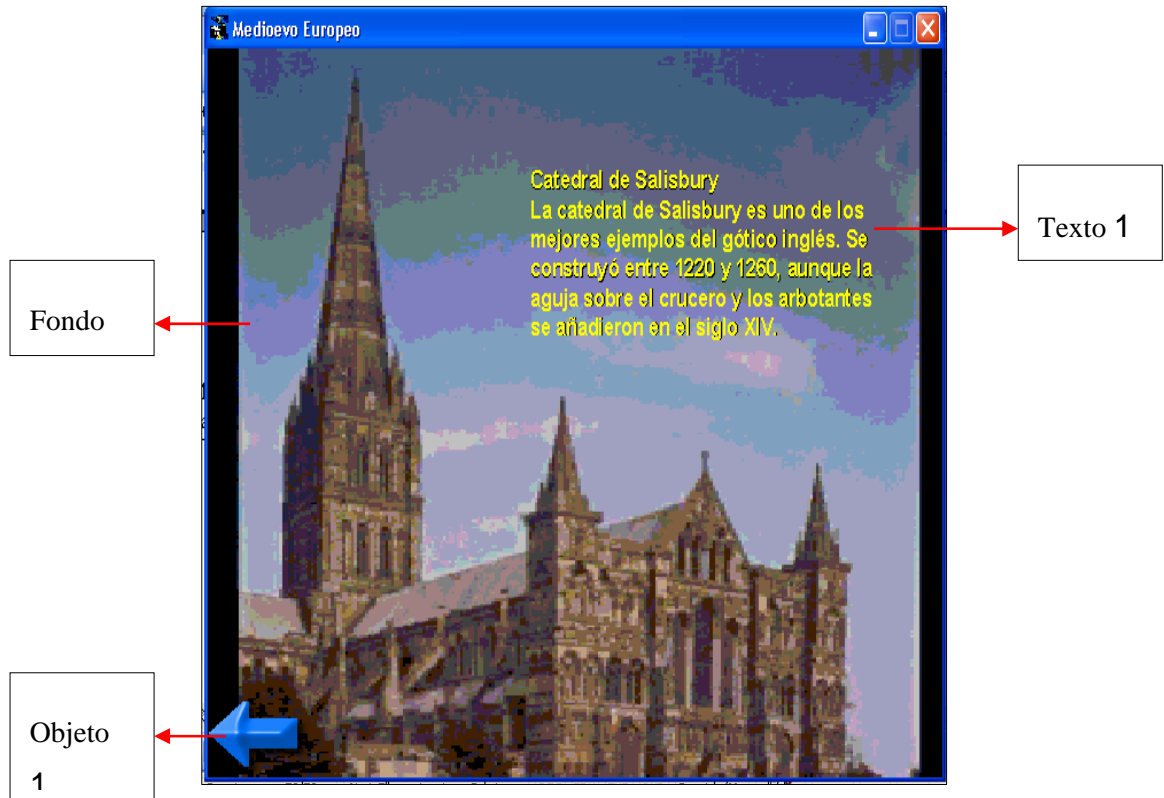 Medioevo Europeo
Catedral de Salisbury
La catedral de Salisbury es uno de los
mejores ejemplos del gótico inglés. Se
construyó entre 1220 y 1260, aunque la
aguja sobre el crucero y los arbotantes
se añadieron en el siglo XIV.
Texto 1
Fondo
Objeto
1